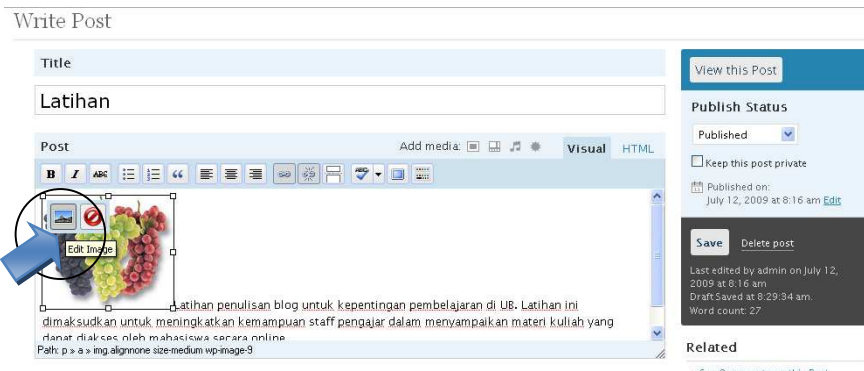 Write Post
Title
Latihan
Post
Add media:
Visual HTML
B I ABC
ABC
Edit Image
Latihan penulisan blog untuk kepentingan pembelajaran di UB. Latihan ini
dimaksudkan untuk meningkatkan kemampuan staff pengajar dalam menyampaikan materi kuliah yang
dapat diakses oleh mahasiswa secara online
Path: p » a » img.alignnone size-medium wp-image-9
View this Post
Publish Status
Published
Keep this post private
Published on:
July 12, 2009 at 8:16 am Edit
Save Delete post
Last edited by admin on July 12,
2009 at 8:16 am
Draft Saved at 8:29:34 am.
Word count: 27
Related